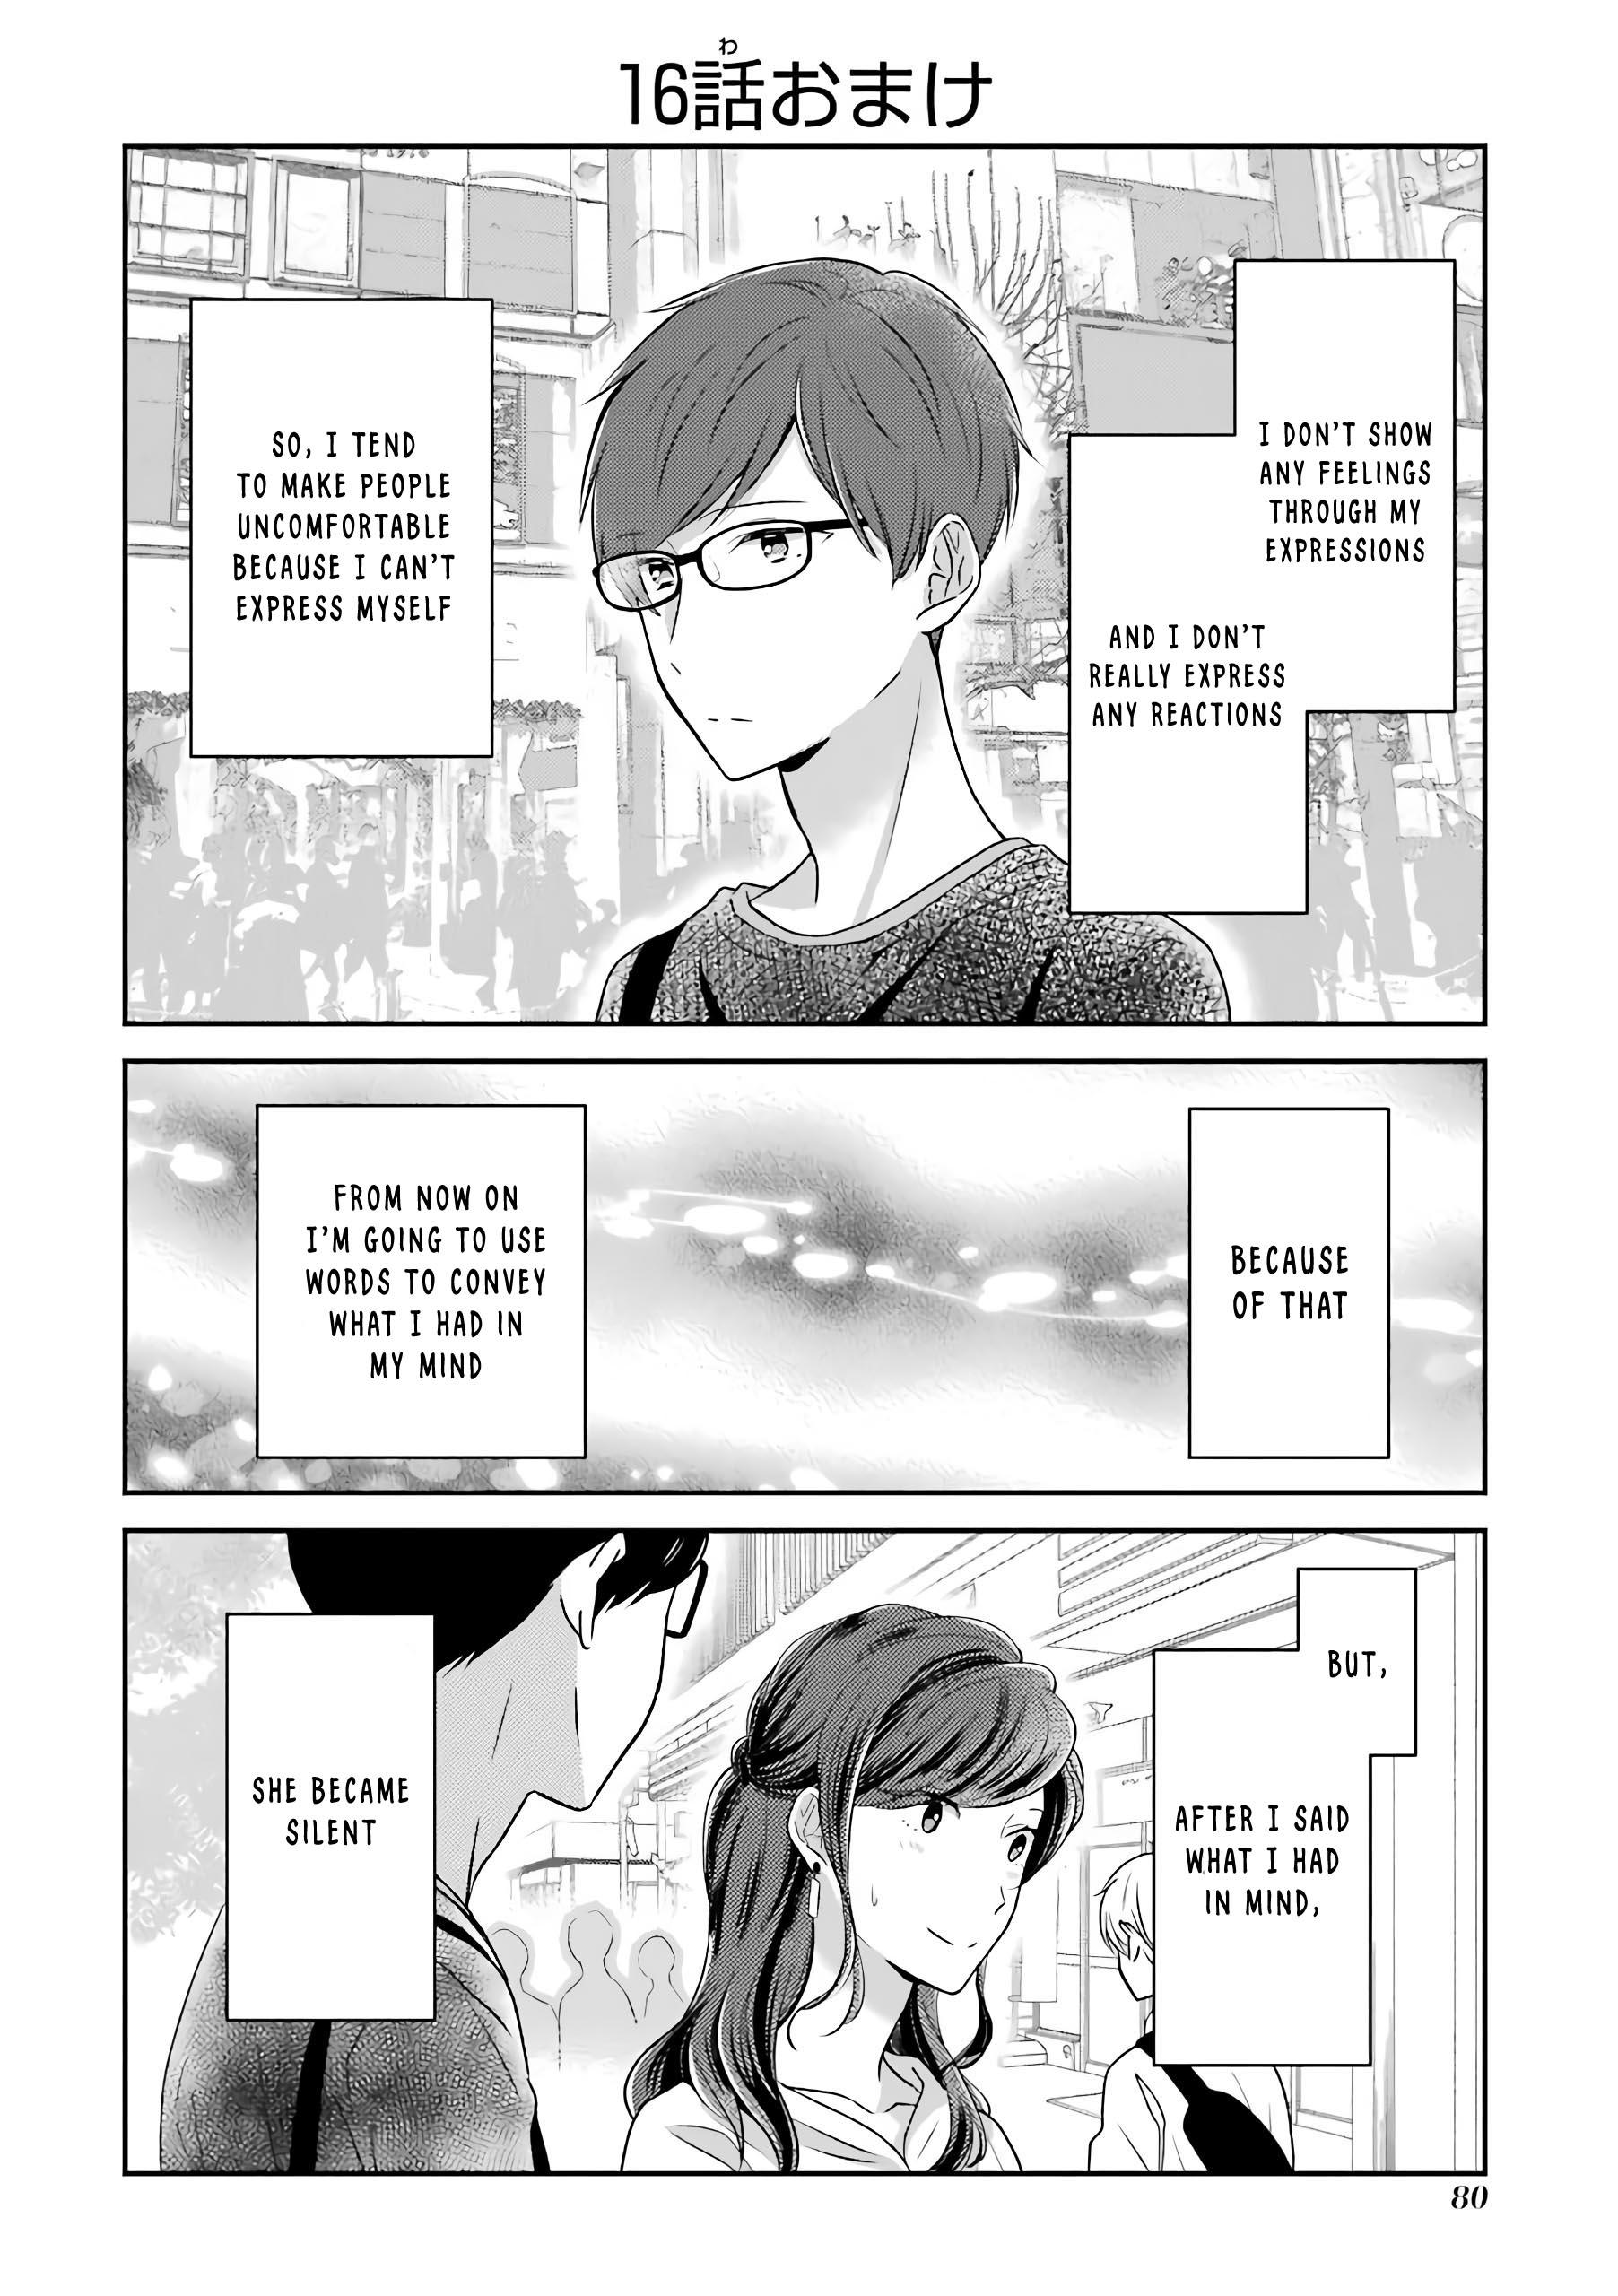 わ
16話おまけ
I DON'T SHOW
ANY FEELINGS
THROUGH MY
EXPRESSIONS
AND I DON'T
REALLY EXPRESS
ANY REACTIONS
SO, I TEND
TO MAKE PEOPLE
UNCOMFORTABLE
BECAUSE I CAN'T
EXPRESS MYSELF
BECAUSE
OF THAT
FROM NOW ON
I'M GOING TO USE
WORDS TO CONVEY
WHAT I HAD IN
MY MIND
BUT,
AFTER I SAID
WHAT I HAD
IN MIND,
SHE BECAME
SILENT
80